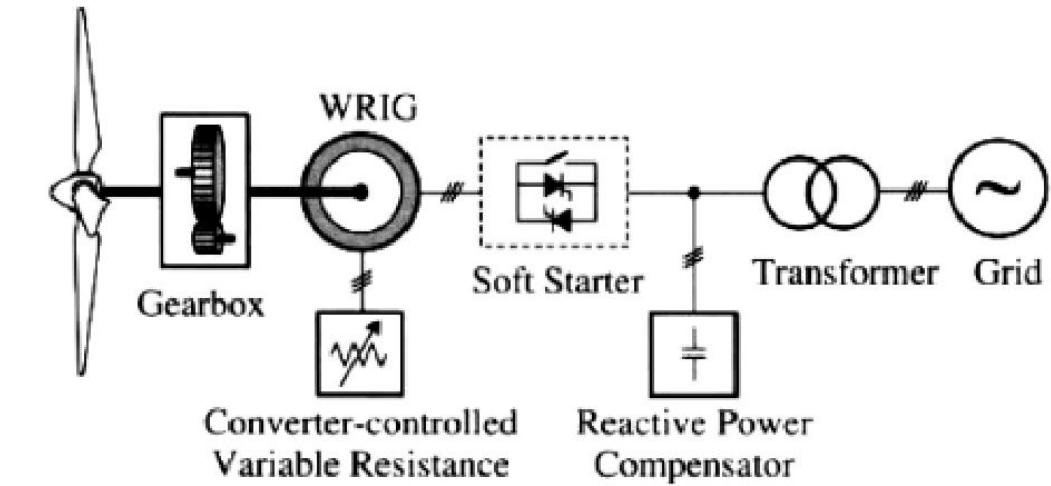 WRIG
Soft Starter
Transformer
Grid
Gearbox
Converter-controlled
Variable Resistance
Reactive Power
Compensator
~